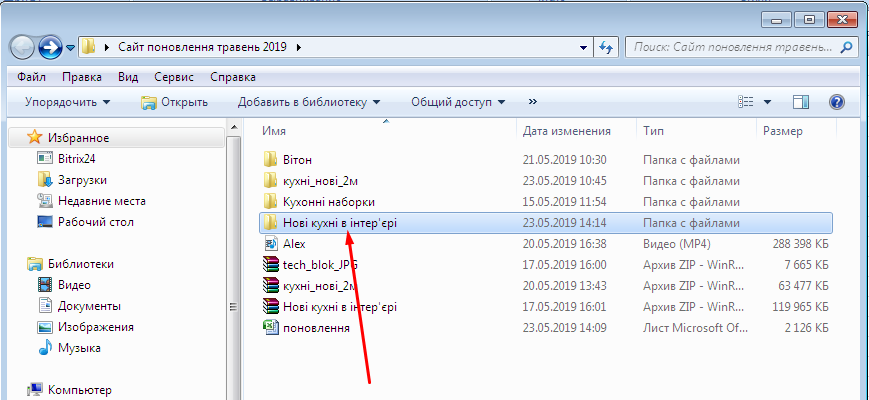 Сайт поновлення травень 2019
Поиск: Сайт поновлення травень...
Файл Правка Вид Сервис Справка
Упорядочить Открыть Добавить в библиотеку Общий доступ »
Избранное
Bitrix24
Загрузки
Недавние места
Рабочий стол
Библиотеки
Видео
Документы
Изображения
Музыка
Компьютер
Имя Дата изменения Тип Размер
Вітон 21.05.2019 10:30 Папка с файлами
кухні_нові_2м 23.05.2019 10:45 Папка с файлами
Кухонні наборки 15.05.2019 11:54 Папка с файлами
Нові кухні в інтер'єрі 23.05.2019 14:14 Папка с файлами
Alex 20.05.2019 16:38 Видео (MP4) 288 398 КБ
tech_blok_JPG 17.05.2019 16:00 Архив ZIP - WinR... 7 665 КБ
кухні_нові_2м 20.05.2019 13:43 Архив ZIP - WinR... 63 477 КБ
Нові кухні в інтер'єрі 17.05.2019 16:01 Архив ZIP - WinR... 119 965 КБ
поновлення 23.05.2019 14:09 Лист Microsoft Of... 2 126 КБ